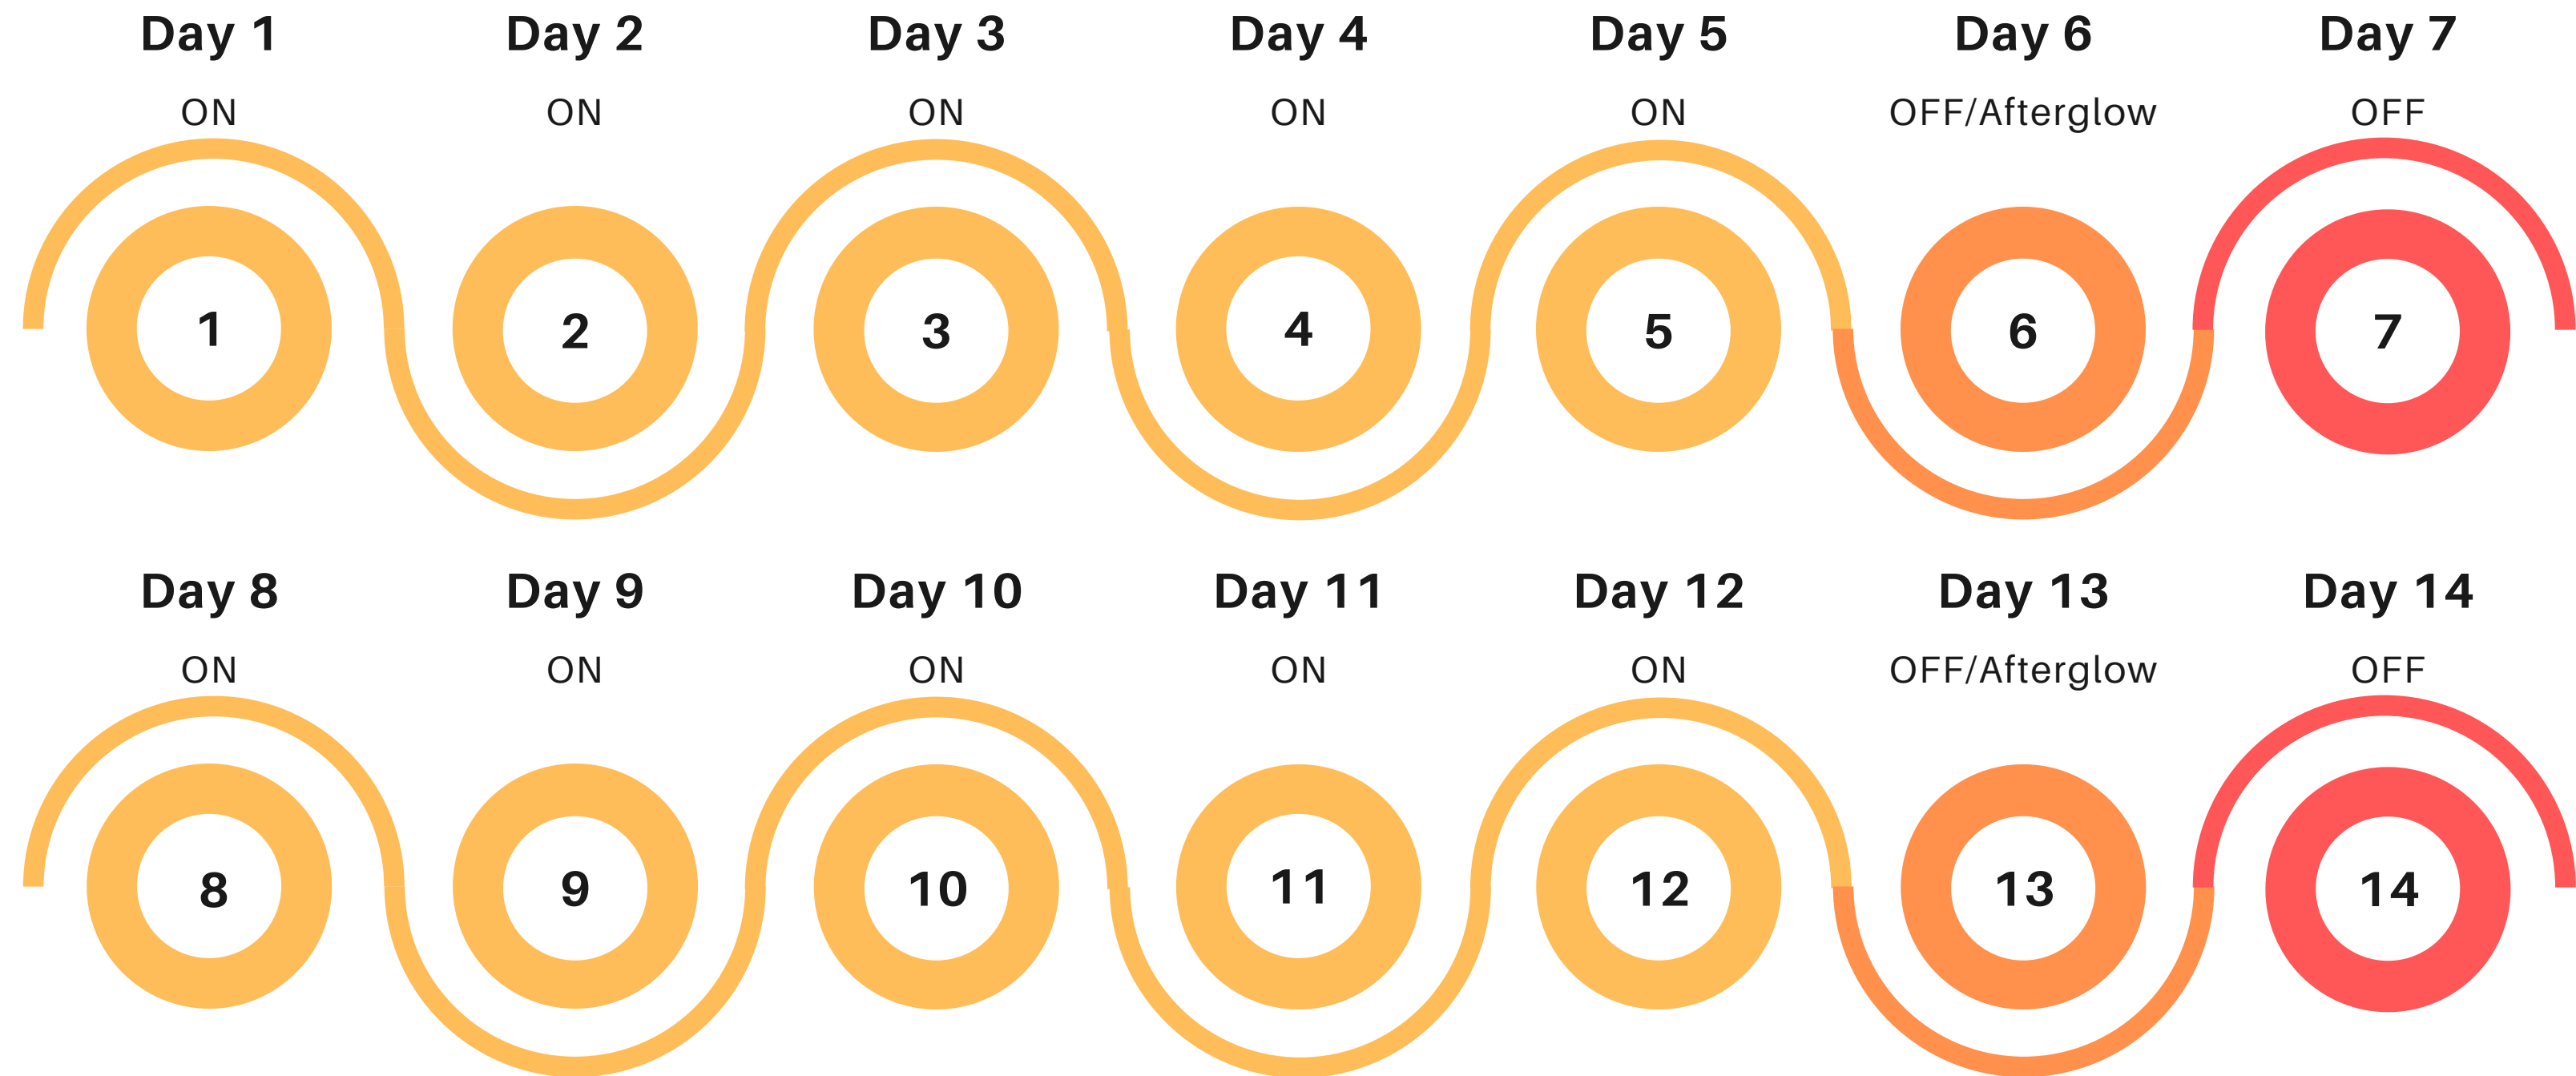 Day 1 Day 2 Day 3 Day 4 Day 5 Day 6 Day 7
ON ON ON ON ON OFF/Afterglow OFF
1 2 3 4 5 6 7
Day 8 Day 9 Day 10 Day 11 Day 12 Day 13 Day 14
ON ON ON ON ON OFF/Afterglow OFF
8 9 10 11 12 13 14